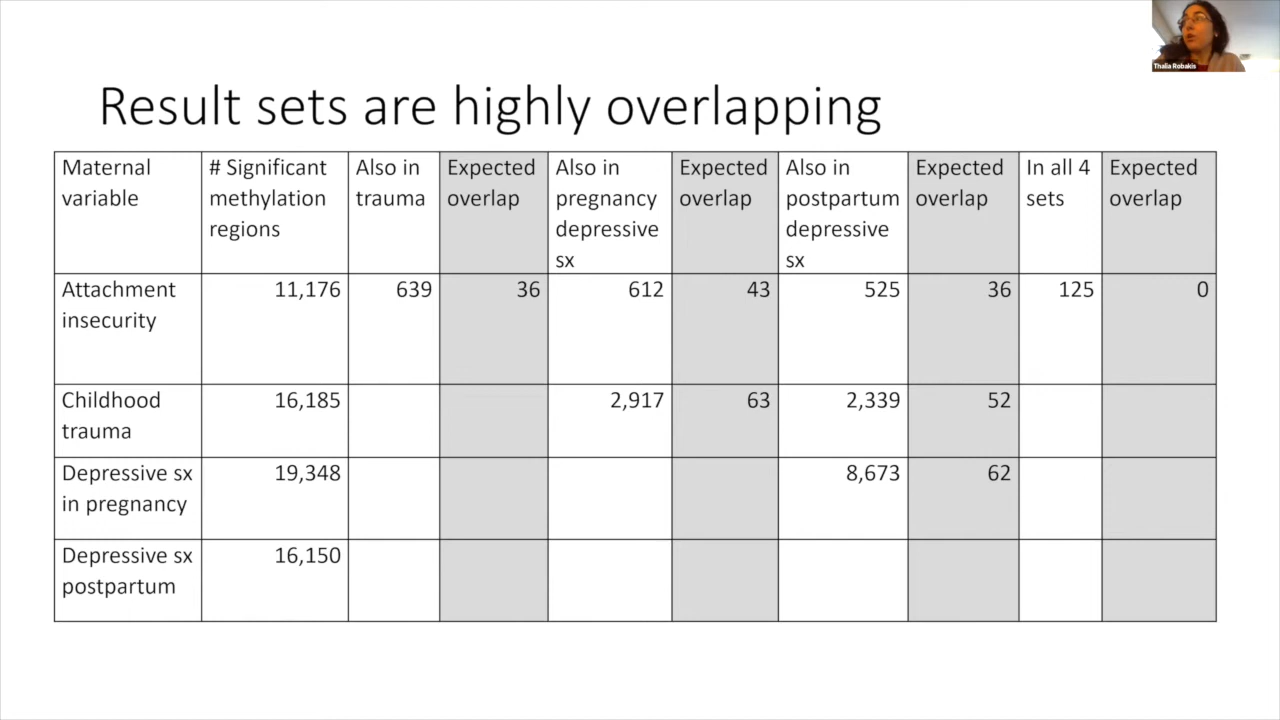 Thalia Robakis
Result sets are highly overlapping
Maternal variable | # Significant methylation regions | Also in trauma | Expected overlap | Also in pregnancy depressive sx | Expected overlap | Also in postpartum depressive sx | Expected overlap | In all 4 sets | Expected overlap
Attachment insecurity | 11,176 | 639 | 36 | 612 | 43 | 525 | 36 | 125 | 0
Childhood trauma | 16,185 | | | 2,917 | 63 | 2,339 | 52 | |
Depressive sx in pregnancy | 19,348 | | | | | 8,673 | 62 | |
Depressive sx postpartum | 16,150 | | | | | | | |